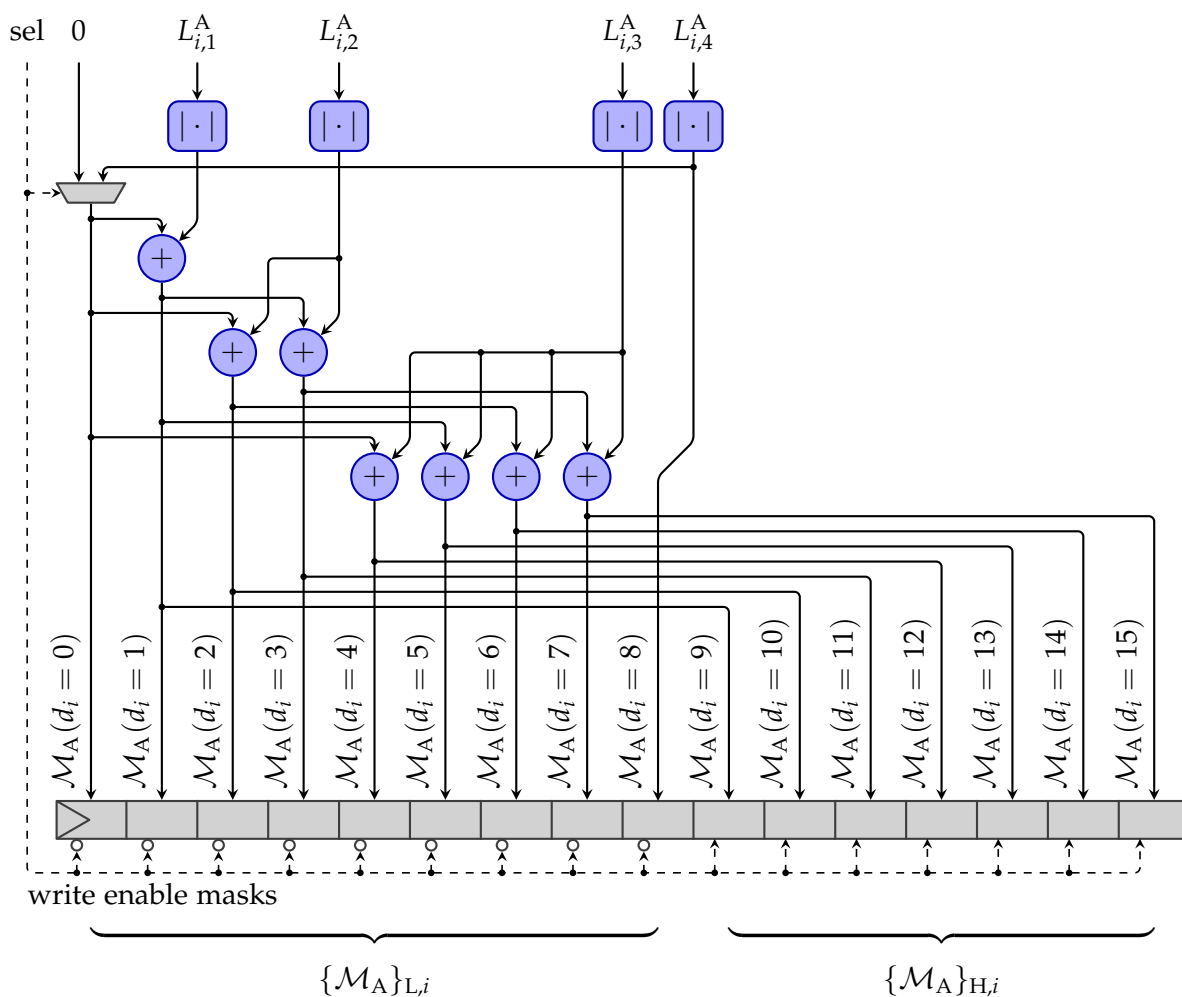 sel 0 L^A_{i,1} L^A_{i,2} L^A_{i,3} L^A_{i,4}
|·| |·| |·| |·|
+
+ +
+ + + +
ℳ_A(d_i = 0)
ℳ_A(d_i = 1)
ℳ_A(d_i = 2)
ℳ_A(d_i = 3)
ℳ_A(d_i = 4)
ℳ_A(d_i = 5)
ℳ_A(d_i = 6)
ℳ_A(d_i = 7)
ℳ_A(d_i = 8)
ℳ_A(d_i = 9)
ℳ_A(d_i = 10)
ℳ_A(d_i = 11)
ℳ_A(d_i = 12)
ℳ_A(d_i = 13)
ℳ_A(d_i = 14)
ℳ_A(d_i = 15)
write enable masks
{ℳ_A}_{L,i} {ℳ_A}_{H,i}